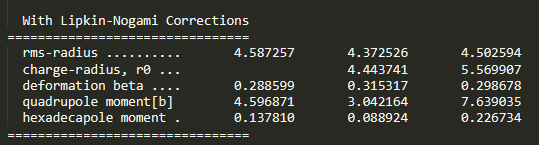 With Lipkin-Nogami Corrections
================================
rms-radius .......... 4.587257 4.372526 4.502594
charge-radius, r0 ... 4.443741 5.569907
deformation beta .... 0.288599 0.315317 0.298678
quadrupole moment[b] 4.596871 3.042164 7.639035
hexadecapole moment . 0.137810 0.088924 0.226734
================================